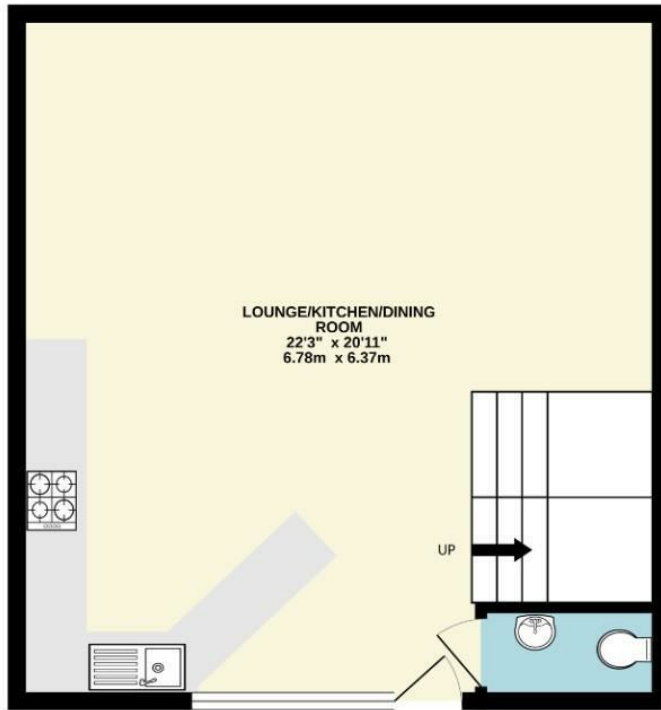 LOUNGE/KITCHEN/DINING
ROOM
22'3" x 20'11"
6.78m x 6.37m
UP